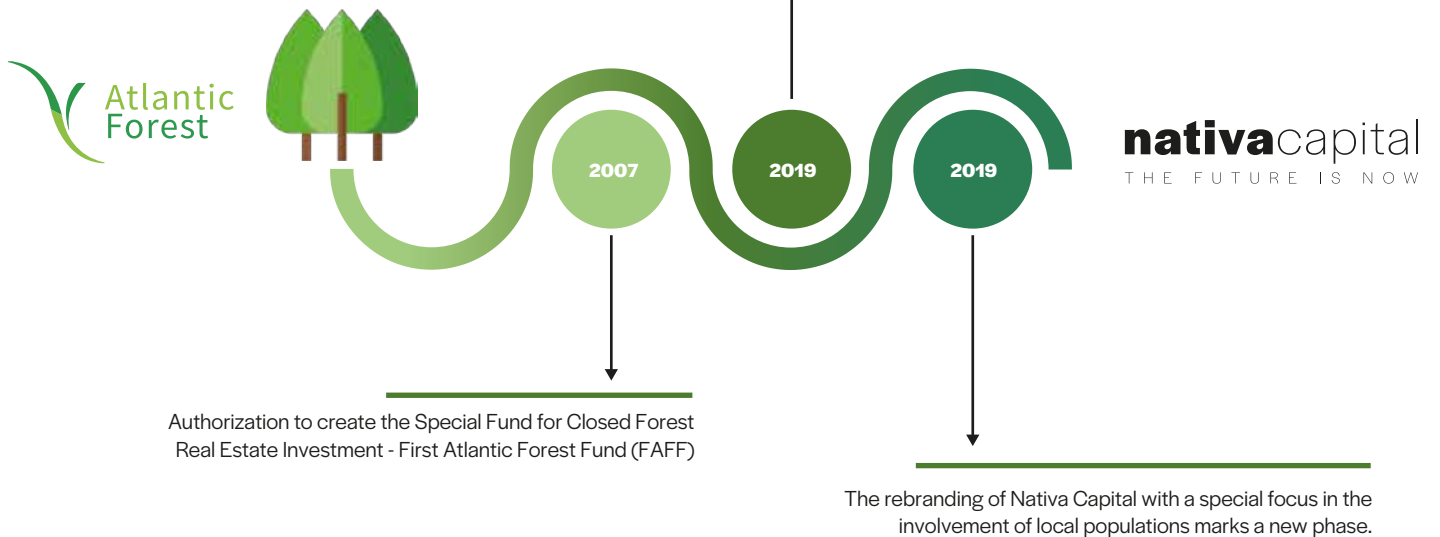 Atlantic
Forest
2007
2019
2019
nativacapital
THE FUTURE IS NOW
Authorization to create the Special Fund for Closed Forest
Real Estate Investment - First Atlantic Forest Fund (FAFF)
The rebranding of Nativa Capital with a special focus in the
involvement of local populations marks a new phase.